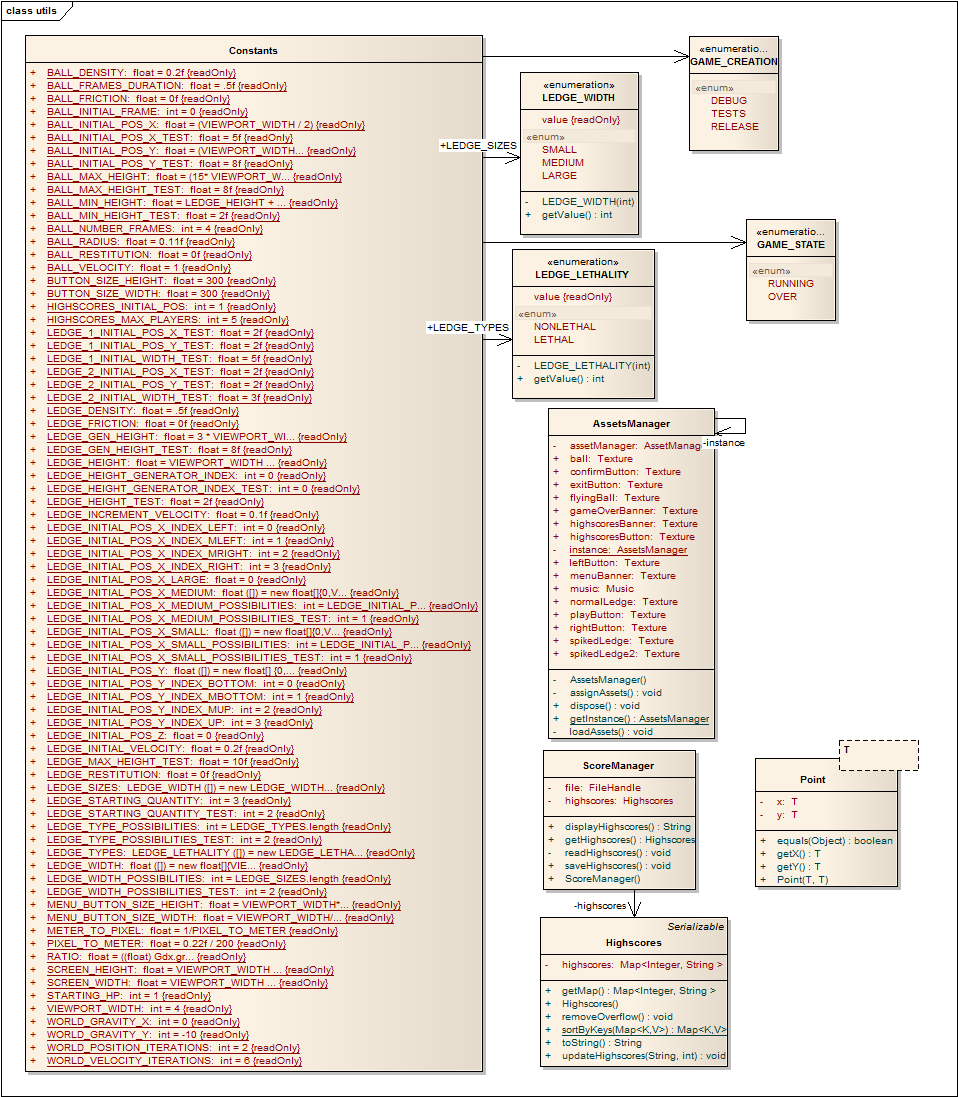 class utils
Constants
+ BALL_DENSITY: float = 0.2f {readOnly}
+ BALL_FRAMES_DURATION: float = .5f {readOnly}
+ BALL_FRICTION: float = 0f {readOnly}
+ BALL_INITIAL_FRAME: int = 0 {readOnly}
+ BALL_INITIAL_POS_X: float = (VIEWPORT_WIDTH / 2) {readOnly}
+ BALL_INITIAL_POS_X_TEST: float = 5f {readOnly}
+ BALL_INITIAL_POS_Y: float = (VIEWPORT_WIDTH... {readOnly}
+ BALL_INITIAL_POS_Y_TEST: float = 8f {readOnly}
+ BALL_MAX_HEIGHT: float = (15* VIEWPORT_W... {readOnly}
+ BALL_MAX_HEIGHT_TEST: float = 8f {readOnly}
+ BALL_MIN_HEIGHT: float = LEDGE_HEIGHT + ... {readOnly}
+ BALL_MIN_HEIGHT_TEST: float = 2f {readOnly}
+ BALL_NUMBER_FRAMES: int = 4 {readOnly}
+ BALL_RADIUS: float = 0.11f {readOnly}
+ BALL_RESTITUTION: float = 0f {readOnly}
+ BALL_VELOCITY: float = 1 {readOnly}
+ BUTTON_SIZE_HEIGHT: float = 300 {readOnly}
+ BUTTON_SIZE_WIDTH: float = 300 {readOnly}
+ HIGHSCORES_INITIAL_POS: int = 1 {readOnly}
+ HIGHSCORES_MAX_PLAYERS: int = 5 {readOnly}
+ LEDGE_1_INITIAL_POS_X_TEST: float = 2f {readOnly}
+ LEDGE_1_INITIAL_POS_Y_TEST: float = 2f {readOnly}
+ LEDGE_1_INITIAL_WIDTH_TEST: float = 5f {readOnly}
+ LEDGE_2_INITIAL_POS_X_TEST: float = 2f {readOnly}
+ LEDGE_2_INITIAL_POS_Y_TEST: float = 2f {readOnly}
+ LEDGE_2_INITIAL_WIDTH_TEST: float = 3f {readOnly}
+ LEDGE_DENSITY: float = .5f {readOnly}
+ LEDGE_FRICTION: float = 0f {readOnly}
+ LEDGE_GEN_HEIGHT: float = 3 * VIEWPORT_WI... {readOnly}
+ LEDGE_GEN_HEIGHT_TEST: float = 8f {readOnly}
+ LEDGE_HEIGHT: float = VIEWPORT_WIDTH ... {readOnly}
+ LEDGE_HEIGHT_GENERATOR_INDEX: int = 0 {readOnly}
+ LEDGE_HEIGHT_GENERATOR_INDEX_TEST: int = 0 {readOnly}
+ LEDGE_HEIGHT_TEST: float = 2f {readOnly}
+ LEDGE_INCREMENT_VELOCITY: float = 0.1f {readOnly}
+ LEDGE_INITIAL_POS_X_INDEX_LEFT: int = 0 {readOnly}
+ LEDGE_INITIAL_POS_X_INDEX_MLEFT: int = 1 {readOnly}
+ LEDGE_INITIAL_POS_X_INDEX_MRIGHT: int = 2 {readOnly}
+ LEDGE_INITIAL_POS_X_INDEX_RIGHT: int = 3 {readOnly}
+ LEDGE_INITIAL_POS_X_LARGE: float = 0 {readOnly}
+ LEDGE_INITIAL_POS_X_MEDIUM: float ([]) = new float[]{0,V... {readOnly}
+ LEDGE_INITIAL_POS_X_MEDIUM_POSSIBILITIES: int = LEDGE_INITIAL_P... {readOnly}
+ LEDGE_INITIAL_POS_X_MEDIUM_POSSIBILITIES_TEST: int = 1 {readOnly}
+ LEDGE_INITIAL_POS_X_SMALL: float ([]) = new float[]{0,V... {readOnly}
+ LEDGE_INITIAL_POS_X_SMALL_POSSIBILITIES: int = LEDGE_INITIAL_P... {readOnly}
+ LEDGE_INITIAL_POS_X_SMALL_POSSIBILITIES_TEST: int = 1 {readOnly}
+ LEDGE_INITIAL_POS_Y: float ([]) = new float[] {0,... {readOnly}
+ LEDGE_INITIAL_POS_Y_INDEX_BOTTOM: int = 0 {readOnly}
+ LEDGE_INITIAL_POS_Y_INDEX_MBOTTOM: int = 1 {readOnly}
+ LEDGE_INITIAL_POS_Y_INDEX_MUP: int = 2 {readOnly}
+ LEDGE_INITIAL_POS_Y_INDEX_UP: int = 3 {readOnly}
+ LEDGE_INITIAL_POS_Z: float = 0 {readOnly}
+ LEDGE_INITIAL_VELOCITY: float = 0.2f {readOnly}
+ LEDGE_MAX_HEIGHT_TEST: float = 10f {readOnly}
+ LEDGE_RESTITUTION: float = 0f {readOnly}
+ LEDGE_SIZES: LEDGE_WIDTH ([]) = new LEDGE_WIDTH... {readOnly}
+ LEDGE_STARTING_QUANTITY: int = 3 {readOnly}
+ LEDGE_STARTING_QUANTITY_TEST: int = 2 {readOnly}
+ LEDGE_TYPE_POSSIBILITIES: int = LEDGE_TYPES.length {readOnly}
+ LEDGE_TYPE_POSSIBILITIES_TEST: int = 2 {readOnly}
+ LEDGE_TYPES: LEDGE_LETHALITY ([]) = new LEDGE_LETHA... {readOnly}
+ LEDGE_WIDTH: float ([]) = new float[]{VIE... {readOnly}
+ LEDGE_WIDTH_POSSIBILITIES: int = LEDGE_SIZES.length {readOnly}
+ LEDGE_WIDTH_POSSIBILITIES_TEST: int = 2 {readOnly}
+ MENU_BUTTON_SIZE_HEIGHT: float = VIEWPORT_WIDTH*... {readOnly}
+ MENU_BUTTON_SIZE_WIDTH: float = VIEWPORT_WIDTH/... {readOnly}
+ METER_TO_PIXEL: float = 1/PIXEL_TO_METER {readOnly}
+ PIXEL_TO_METER: float = 0.22f / 200 {readOnly}
+ RATIO: float = ((float) Gdx.gr... {readOnly}
+ SCREEN_HEIGHT: float = VIEWPORT_WIDTH ... {readOnly}
+ SCREEN_WIDTH: float = VIEWPORT_WIDTH ... {readOnly}
+ STARTING_HP: int = 1 {readOnly}
+ VIEWPORT_WIDTH: int = 4 {readOnly}
+ WORLD_GRAVITY_X: int = 0 {readOnly}
+ WORLD_GRAVITY_Y: int = -10 {readOnly}
+ WORLD_POSITION_ITERATIONS: int = 2 {readOnly}
+ WORLD_VELOCITY_ITERATIONS: int = 6 {readOnly}
+LEDGE_SIZES
«enumeration»
LEDGE_WIDTH
value {readOnly}
«enum»
SMALL
MEDIUM
LARGE
- LEDGE_WIDTH(int)
+ getValue() : int
«enumeratio...
GAME_CREATION
«enum»
DEBUG
TESTS
RELEASE
«enumeratio...
GAME_STATE
«enum»
RUNNING
OVER
+LEDGE_TYPES
«enumeration»
LEDGE_LETHALITY
value {readOnly}
«enum»
NONLETHAL
LETHAL
- LEDGE_LETHALITY(int)
+ getValue() : int
AssetsManager
-instance
- assetManager: AssetManag
+ ball: Texture
+ confirmButton: Texture
+ exitButton: Texture
+ flyingBall: Texture
+ gameOverBanner: Texture
+ highscoresBanner: Texture
+ highscoresButton: Texture
- instance: AssetsManager
+ leftButton: Texture
+ menuBanner: Texture
+ music: Music
+ normalLedge: Texture
+ playButton: Texture
+ rightButton: Texture
+ spikedLedge: Texture
+ spikedLedge2: Texture
- AssetsManager()
- assignAssets() : void
+ dispose() : void
+ getInstance() : AssetsManager
- loadAssets() : void
ScoreManager
- file: FileHandle
- highscores: Highscores
+ displayHighscores() : String
+ getHighscores() : Highscores
- readHighscores() : void
+ saveHighscores() : void
+ ScoreManager()
-highscores
T
Point
- x: T
- y: T
+ equals(Object) : boolean
+ getX() : T
+ getY() : T
+ Point(T, T)
Serializable
Highscores
- highscores: Map<Integer, String >
+ getMap() : Map<Integer, String >
+ Highscores()
+ removeOverflow() : void
+ sortByKeys(Map<K,V>) : Map<K,V>
+ toString() : String
+ updateHighscores(String, int) : void